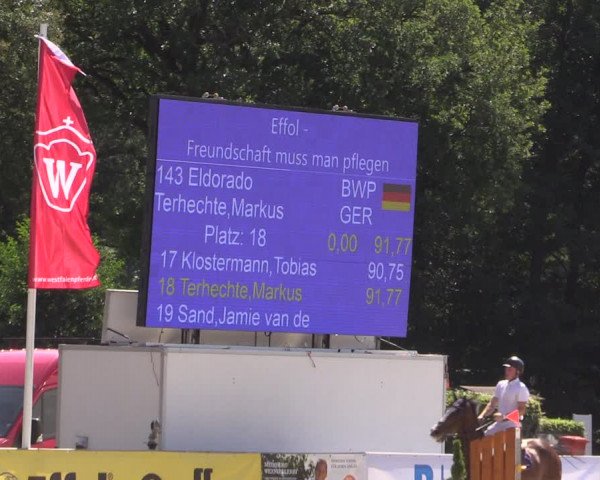 Effol -
Freundschaft muss man pflegen
143 Eldorado BWP
Terhechte,Markus GER
Platz: 18 0,00 91,77
17 Klostermann,Tobias 90,75
18 Terhechte,Markus 91,77
19 Sand,Jamie van de
W